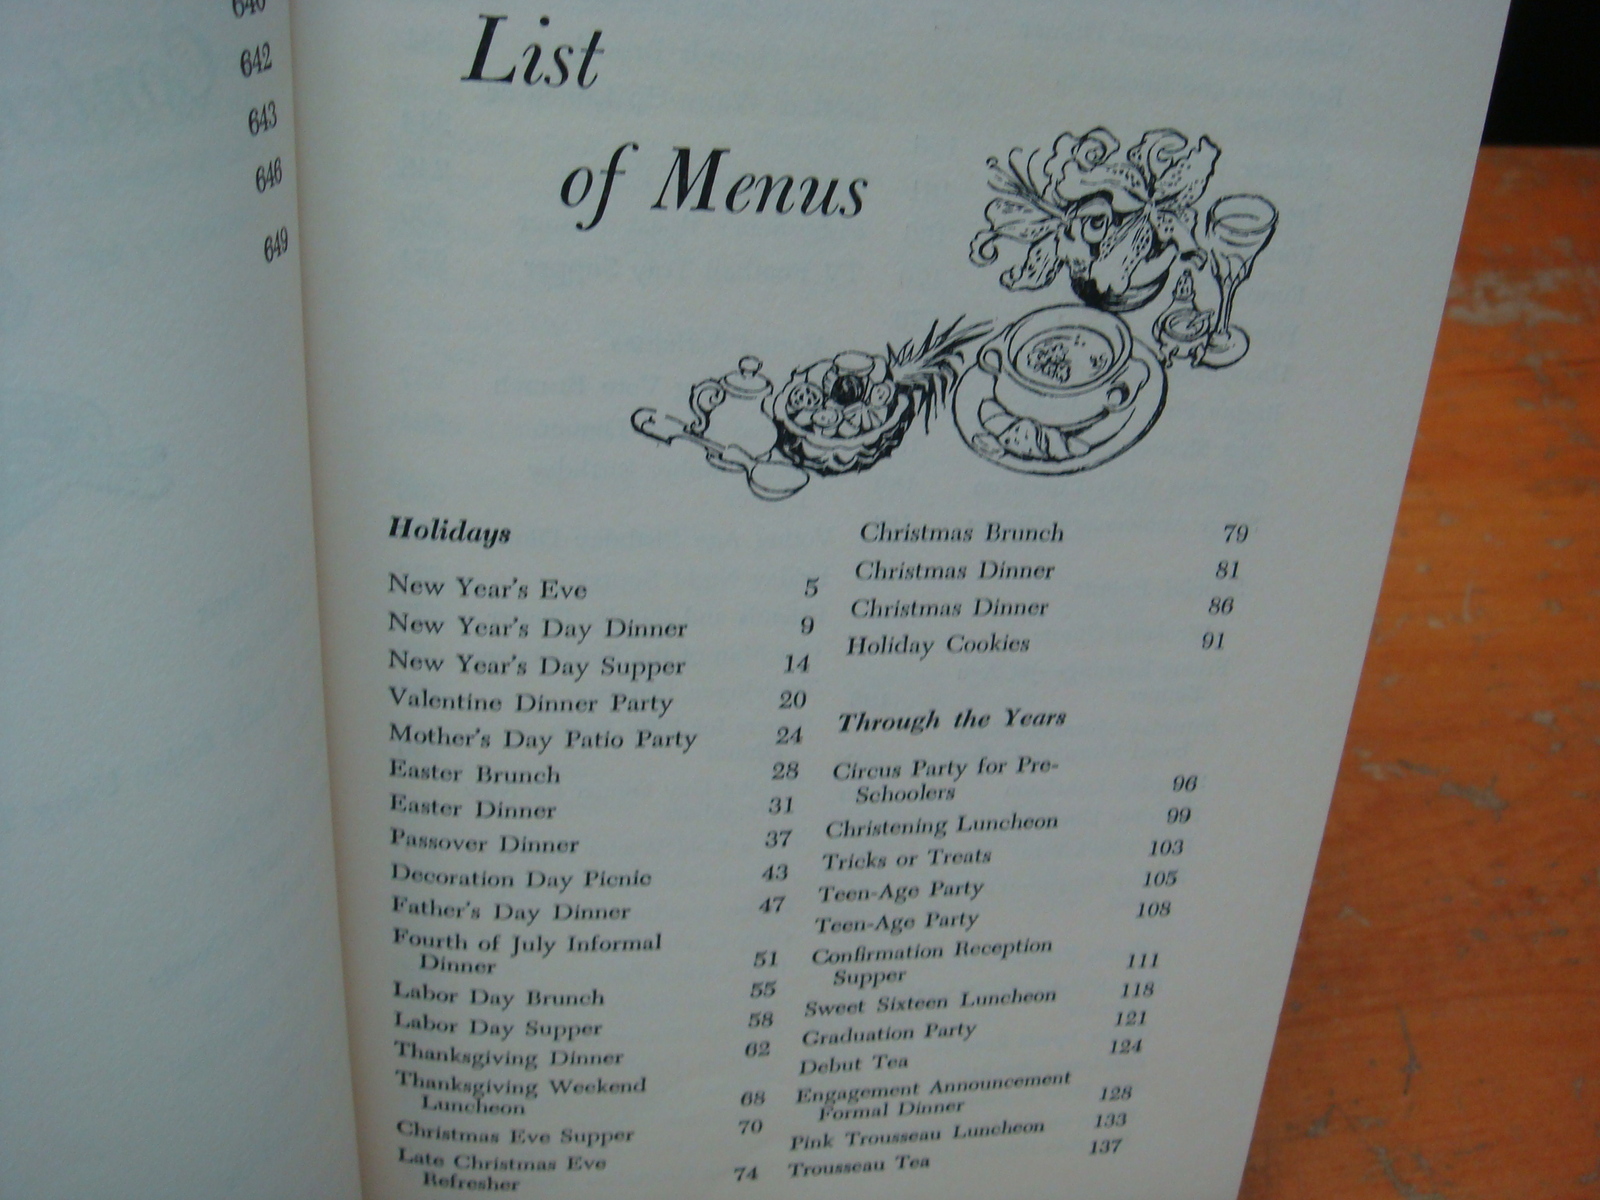 642
643
646
649
List
of Menus
Holidays
New Year's Eve 5
New Year's Day Dinner 9
New Year's Day Supper 14
Valentine Dinner Party 20
Mother's Day Patio Party 24
Easter Brunch 28
Easter Dinner 31
Passover Dinner 37
Decoration Day Picnic 43
Father's Day Dinner 47
Fourth of July Informal
Dinner 51
Labor Day Brunch 55
Labor Day Supper 58
Thanksgiving Dinner 62
Thanksgiving Weekend
Luncheon 68
Christmas Eve Supper 70
Late Christmas Eve
Refresher 74
Christmas Brunch 79
Christmas Dinner 81
Christmas Dinner 86
Holiday Cookies 91
Through the Years
Circus Party for Pre-
Schoolers 96
Christening Luncheon 99
Tricks or Treats 103
Teen-Age Party 105
Teen-Age Party 108
Confirmation Reception
Supper 111
Sweet Sixteen Luncheon 118
Graduation Party 121
Debut Tea 124
Engagement Announcement
Formal Dinner 128
Pink Trousseau Luncheon 133
Trousseau Tea 137